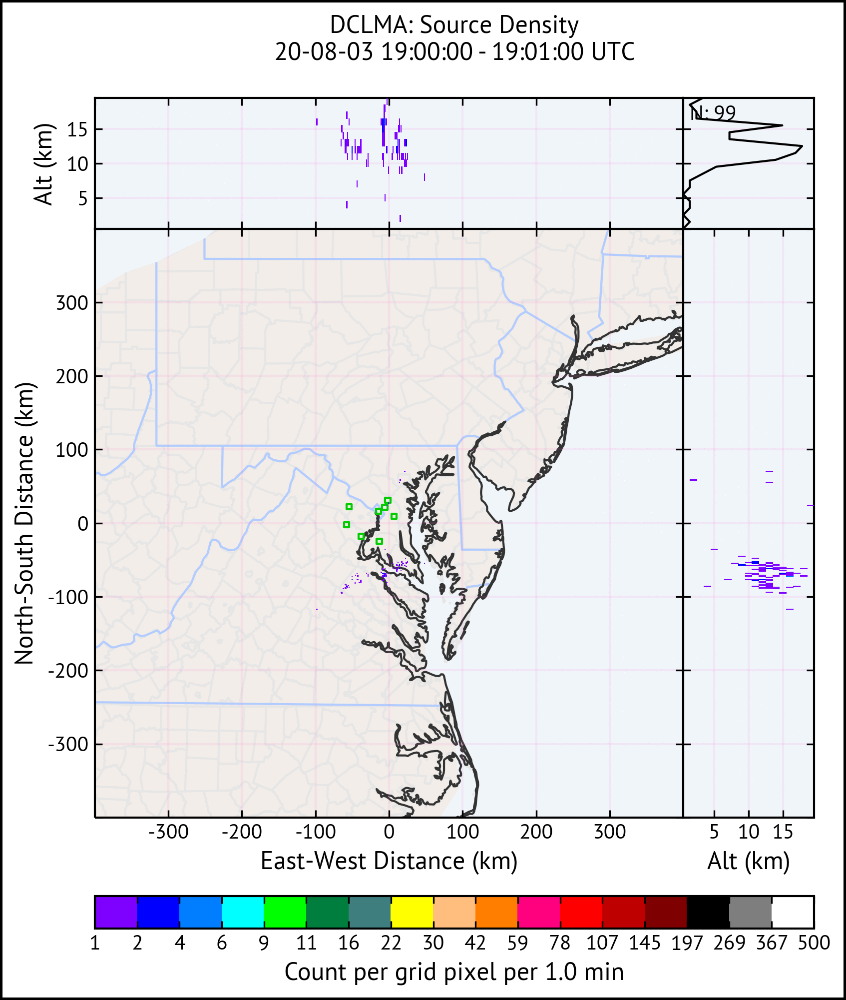 DCLMA: Source Density
20-08-03 19:00:00 - 19:01:00 UTC
N: 99
15
10
5
Alt (km)
300
200
100
0
-100
-200
-300
North-South Distance (km)
-300 -200 -100 0 100 200 300 5 10 15
East-West Distance (km) Alt (km)
1 2 4 6 9 11 16 22 30 42 59 78 107 145 197 269 367 500
Count per grid pixel per 1.0 min